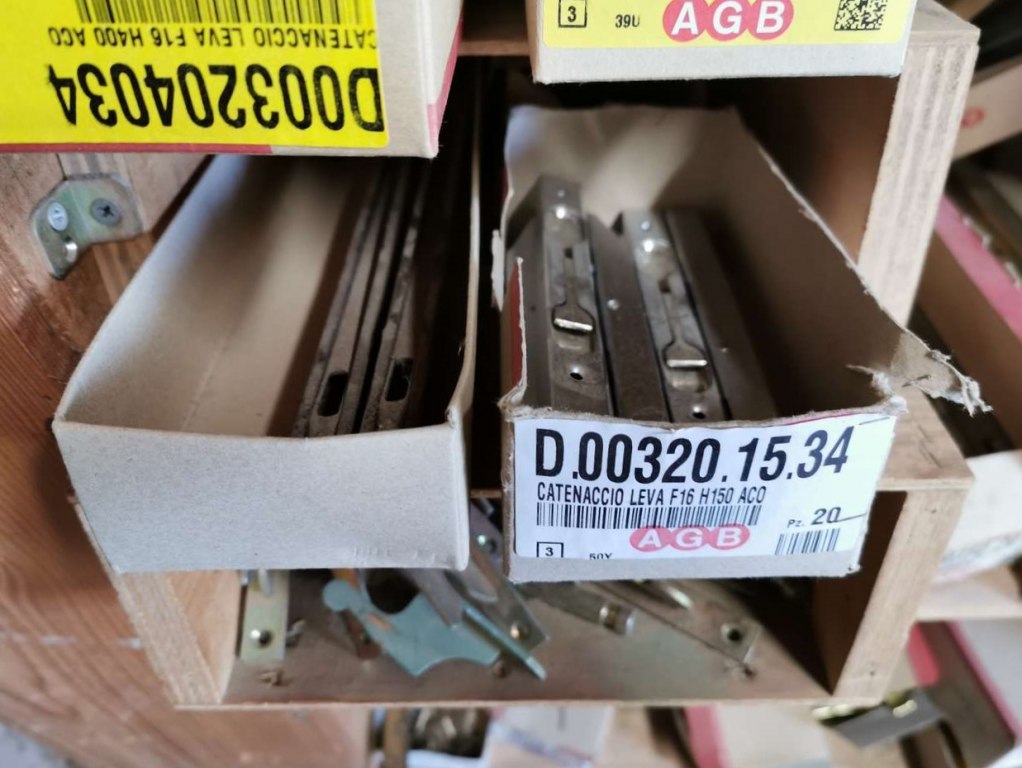 CATENACCIO LEVA F16 H400 ACO
D003204034
3 39U AGB
D.00320.15.34
CATENACCIO LEVA F16 H150 ACO
Pz. 20
AGB
3 50Y